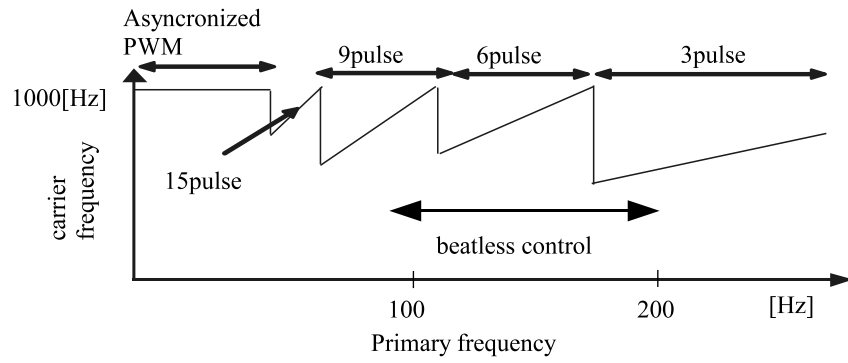 Asyncronized
PWM
9pulse
6pulse
3pulse
1000[Hz]
15pulse
carrier
frequency
beatless control
100
200
[Hz]
Primary frequency